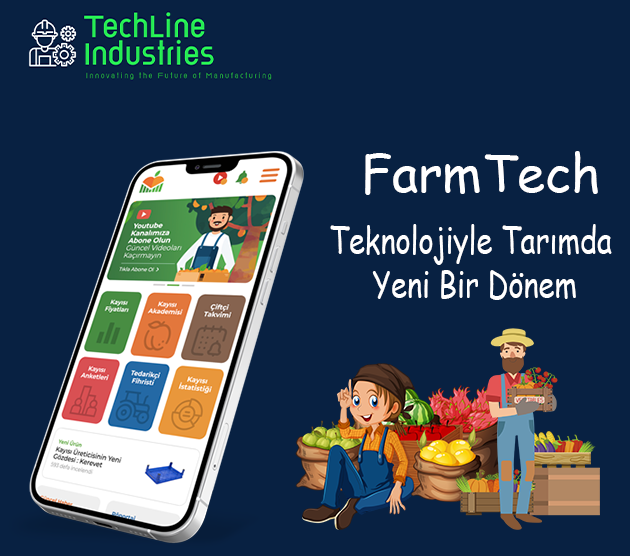 TechLine
Industries
Innovating the Future of Manufacturing
FarmTech
Teknolojiyle Tarımda
Yeni Bir Dönem
Youtube
Kanalımıza
Abone Olun
Güncel Videoları
Kaçırmayın
Tıkla Abone Ol >
Kayısı
Fiyatları
Kayısı
Akademisi
Çiftçi
Takvimi
Kayısı
Anketleri
Tedarikçi
Fihristi
Kayısı
İstatistiği
Yeni Ürün
Kayısı Üreticisinin Yeni
Gözdesi : Kerevet
defa incelendi